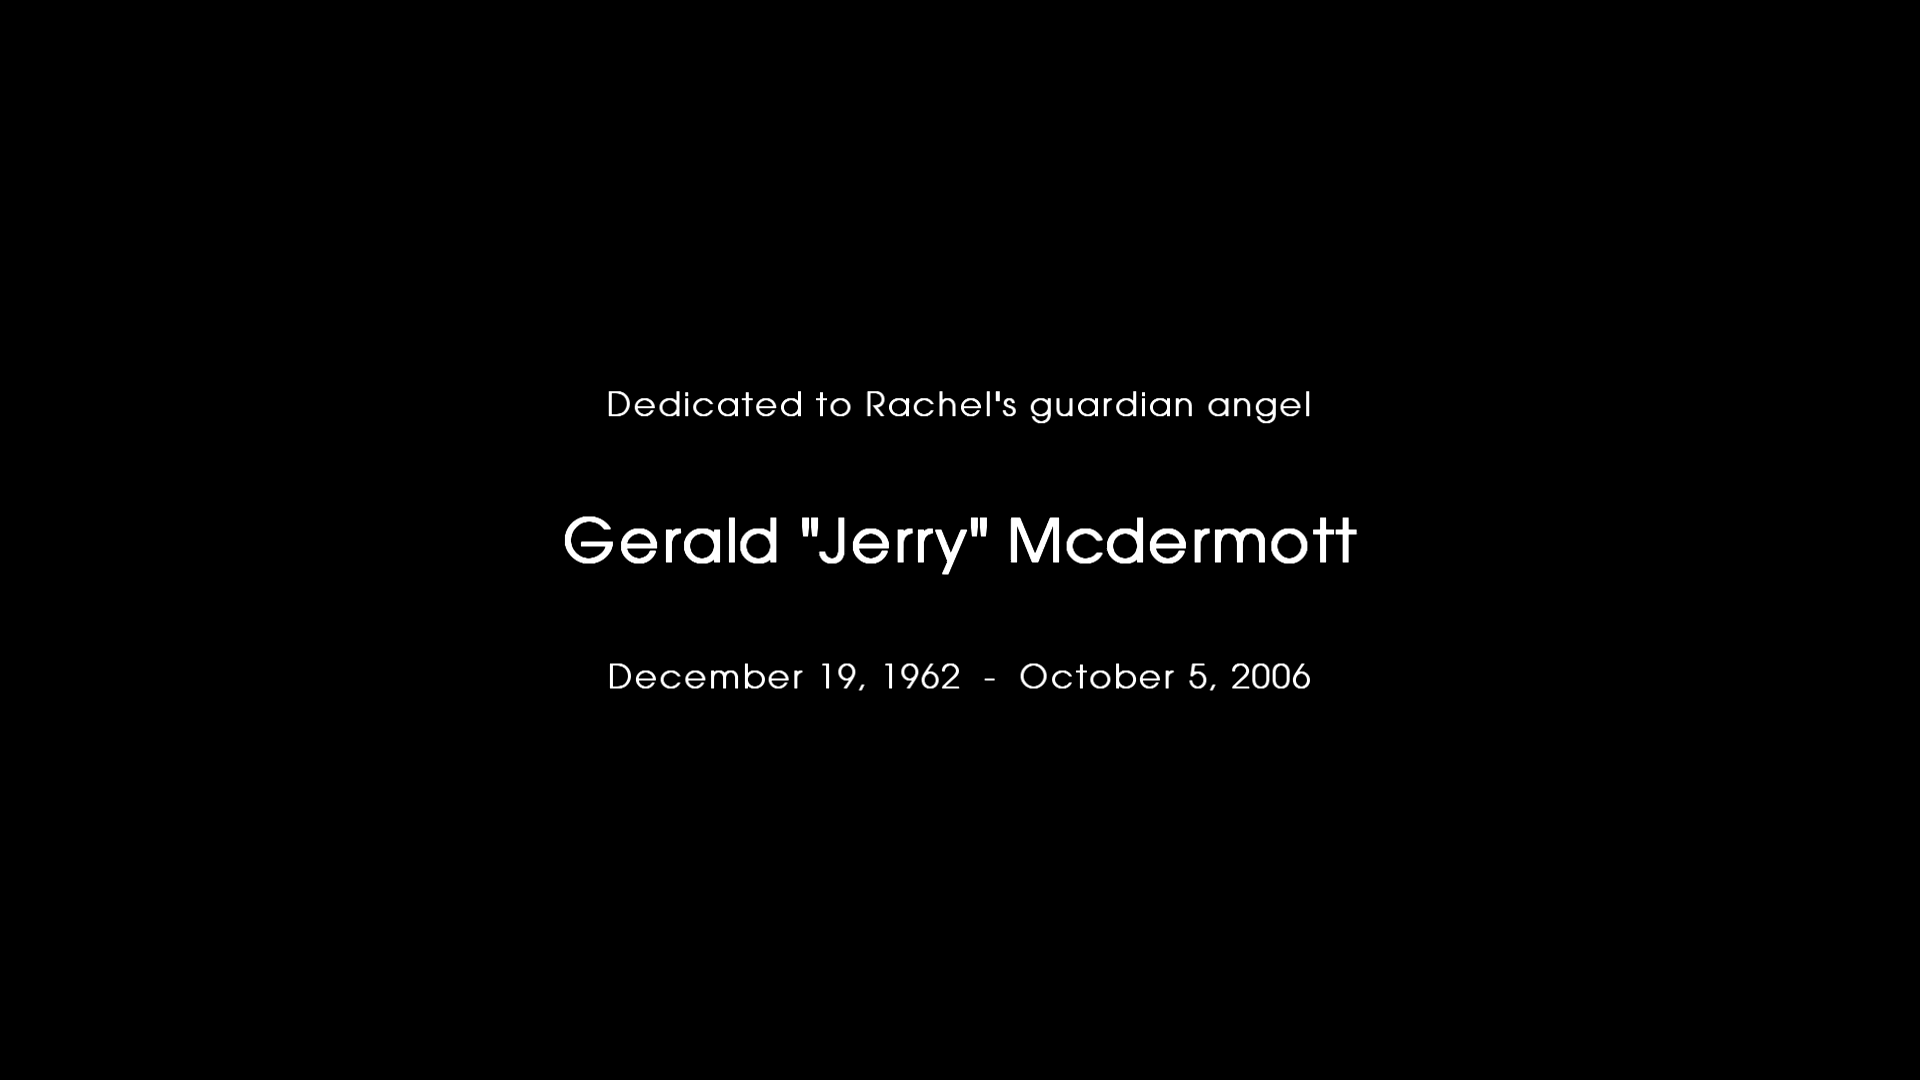 Dedicated to Rachel's guardian angel
Gerald "Jerry" Mcdermott
December 19, 1962 - October 5, 2006